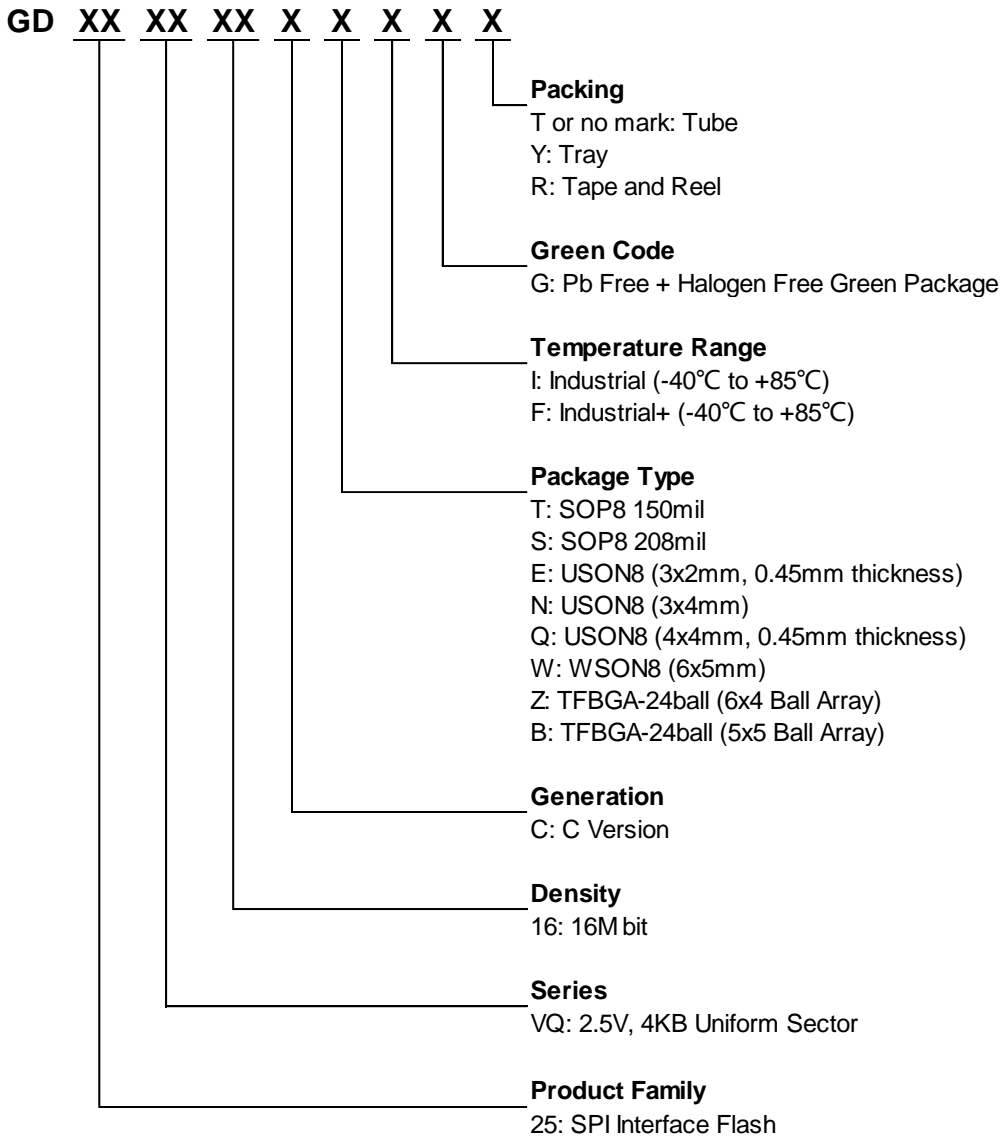 GD XX XX XX X X X X X
Packing
T or no mark: Tube
Y: Tray
R: Tape and Reel
Green Code
G: Pb Free + Halogen Free Green Package
Temperature Range
I: Industrial (-40℃ to +85℃)
F: Industrial+ (-40℃ to +85℃)
Package Type
T: SOP8 150mil
S: SOP8 208mil
E: USON8 (3x2mm, 0.45mm thickness)
N: USON8 (3x4mm)
Q: USON8 (4x4mm, 0.45mm thickness)
W: WSON8 (6x5mm)
Z: TFBGA-24ball (6x4 Ball Array)
B: TFBGA-24ball (5x5 Ball Array)
Generation
C: C Version
Density
16: 16M bit
Series
VQ: 2.5V, 4KB Uniform Sector
Product Family
25: SPI Interface Flash